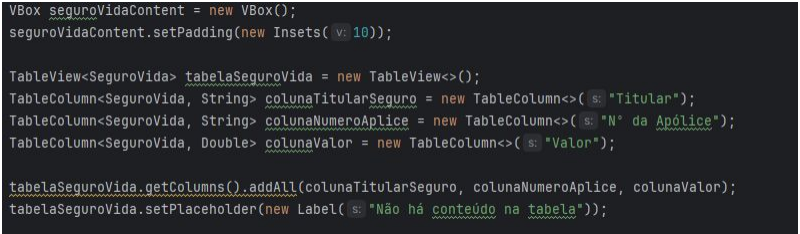 VBox seguroVidaContent = new VBox();
seguroVidaContent.setPadding(new Insets( v: 10));
TableView<SeguroVida> tabelaSeguroVida = new TableView<>();
TableColumn<SeguroVida, String> colunaTitularSeguro = new TableColumn<>( s: "Titular");
TableColumn<SeguroVida, String> colunaNumeroAplice = new TableColumn<>( s: "N° da Apólice");
TableColumn<SeguroVida, Double> colunaValor = new TableColumn<>( s: "Valor");
tabelaSeguroVida.getColumns().addAll(colunaTitularSeguro, colunaNumeroAplice, colunaValor);
tabelaSeguroVida.setPlaceholder(new Label( s: "Não há conteúdo na tabela"));